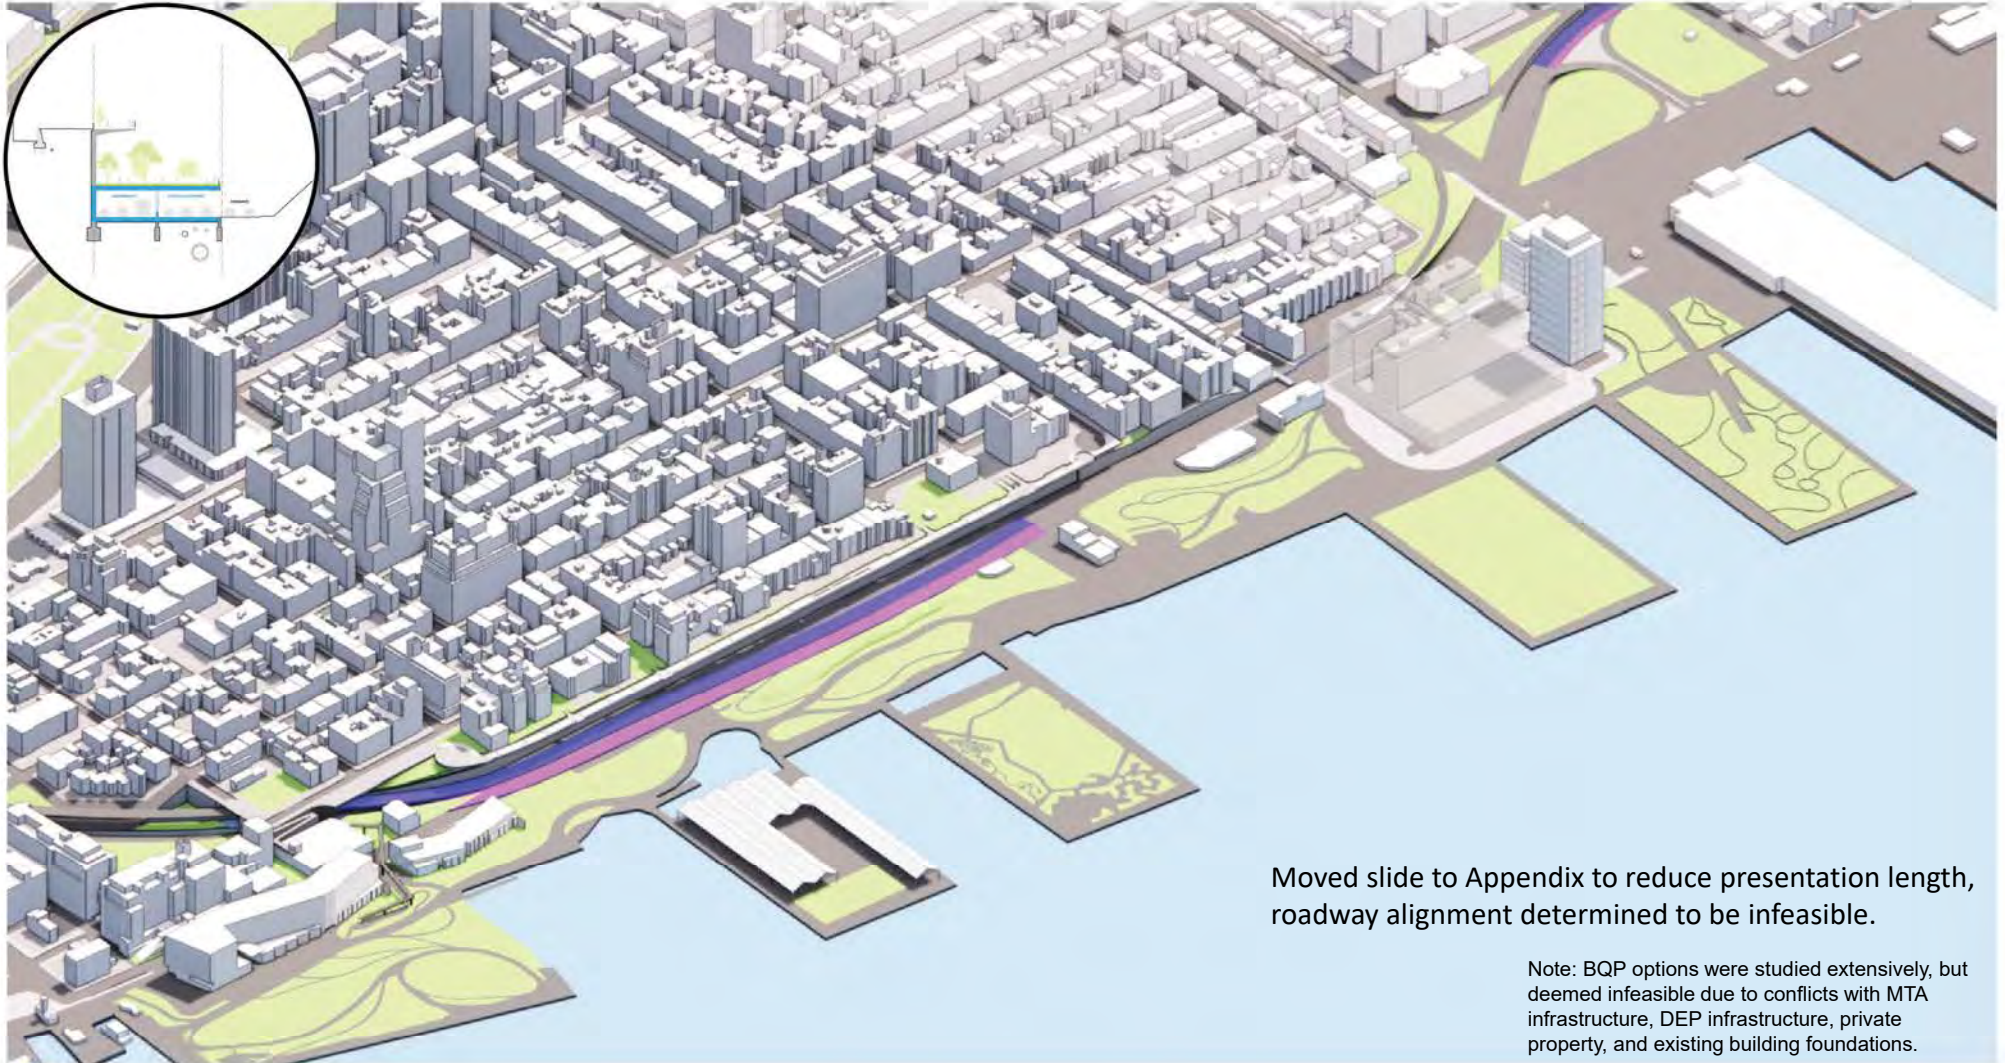 Moved slide to Appendix to reduce presentation length,
roadway alignment determined to be infeasible.
Note: BQP options were studied extensively, but
deemed infeasible due to conflicts with MTA
infrastructure, DEP infrastructure, private
property, and existing building foundations.